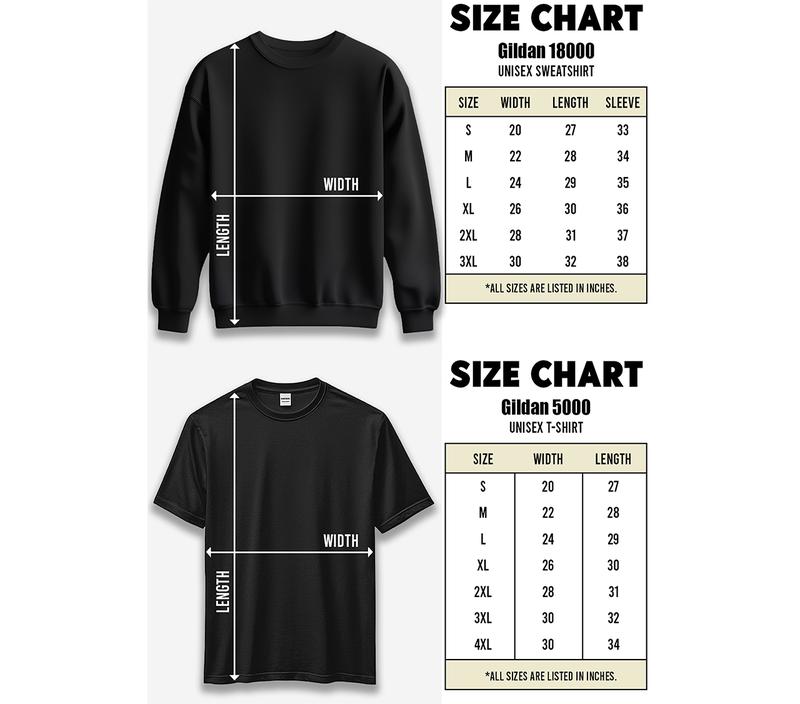 SIZE CHART
Gildan 18000
UNISEX SWEATSHIRT
SIZE WIDTH LENGTH SLEEVE
S 20 27 33
M 22 28 34
L 24 29 35
XL 26 30 36
2XL 28 31 37
3XL 30 32 38
*ALL SIZES ARE LISTED IN INCHES.
WIDTH
LENGTH
SIZE CHART
Gildan 5000
UNISEX T-SHIRT
SIZE WIDTH LENGTH
S 20 27
M 22 28
L 24 29
XL 26 30
2XL 28 31
3XL 30 32
4XL 30 34
*ALL SIZES ARE LISTED IN INCHES.
WIDTH
LENGTH